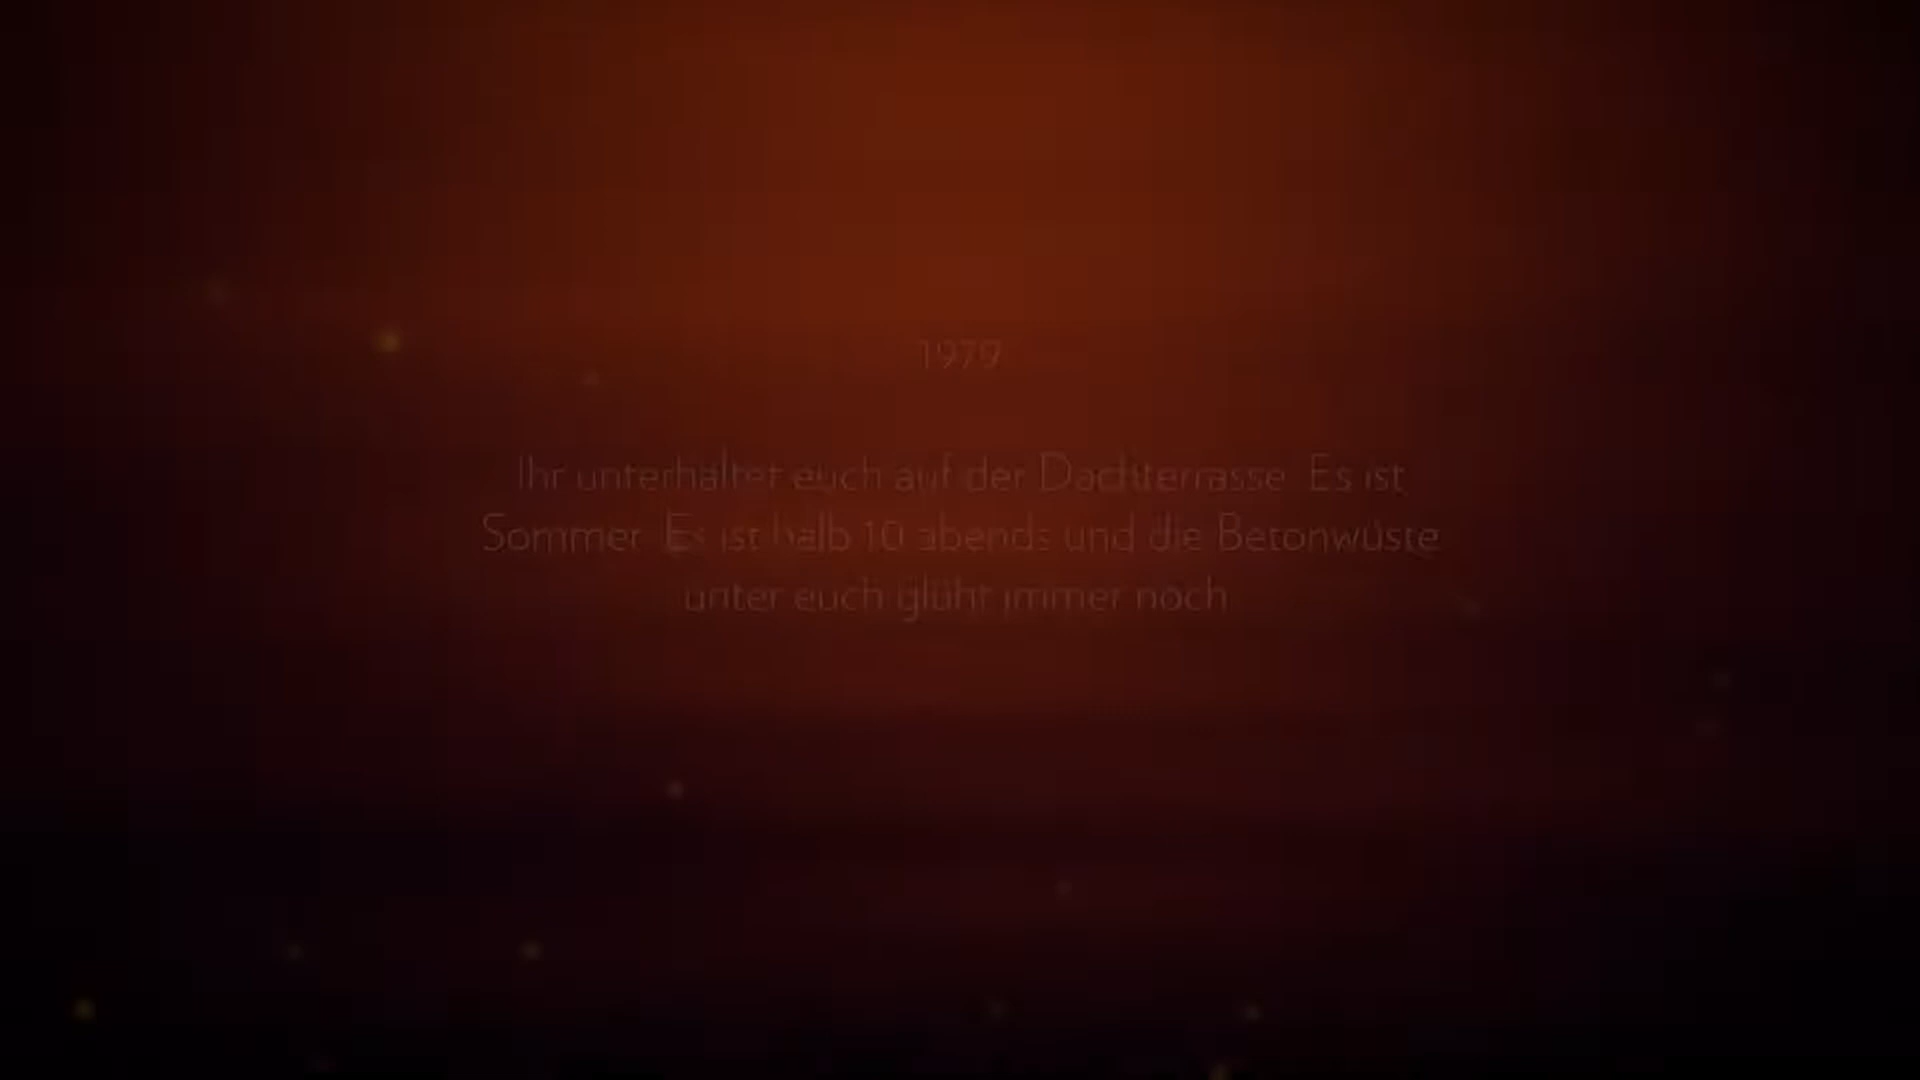 1979
Ihr unterhaltet euch auf der Dachterrasse. Es ist
Sommer. Es ist halb 10 abends und die Betonwüste
unter euch glüht immer noch